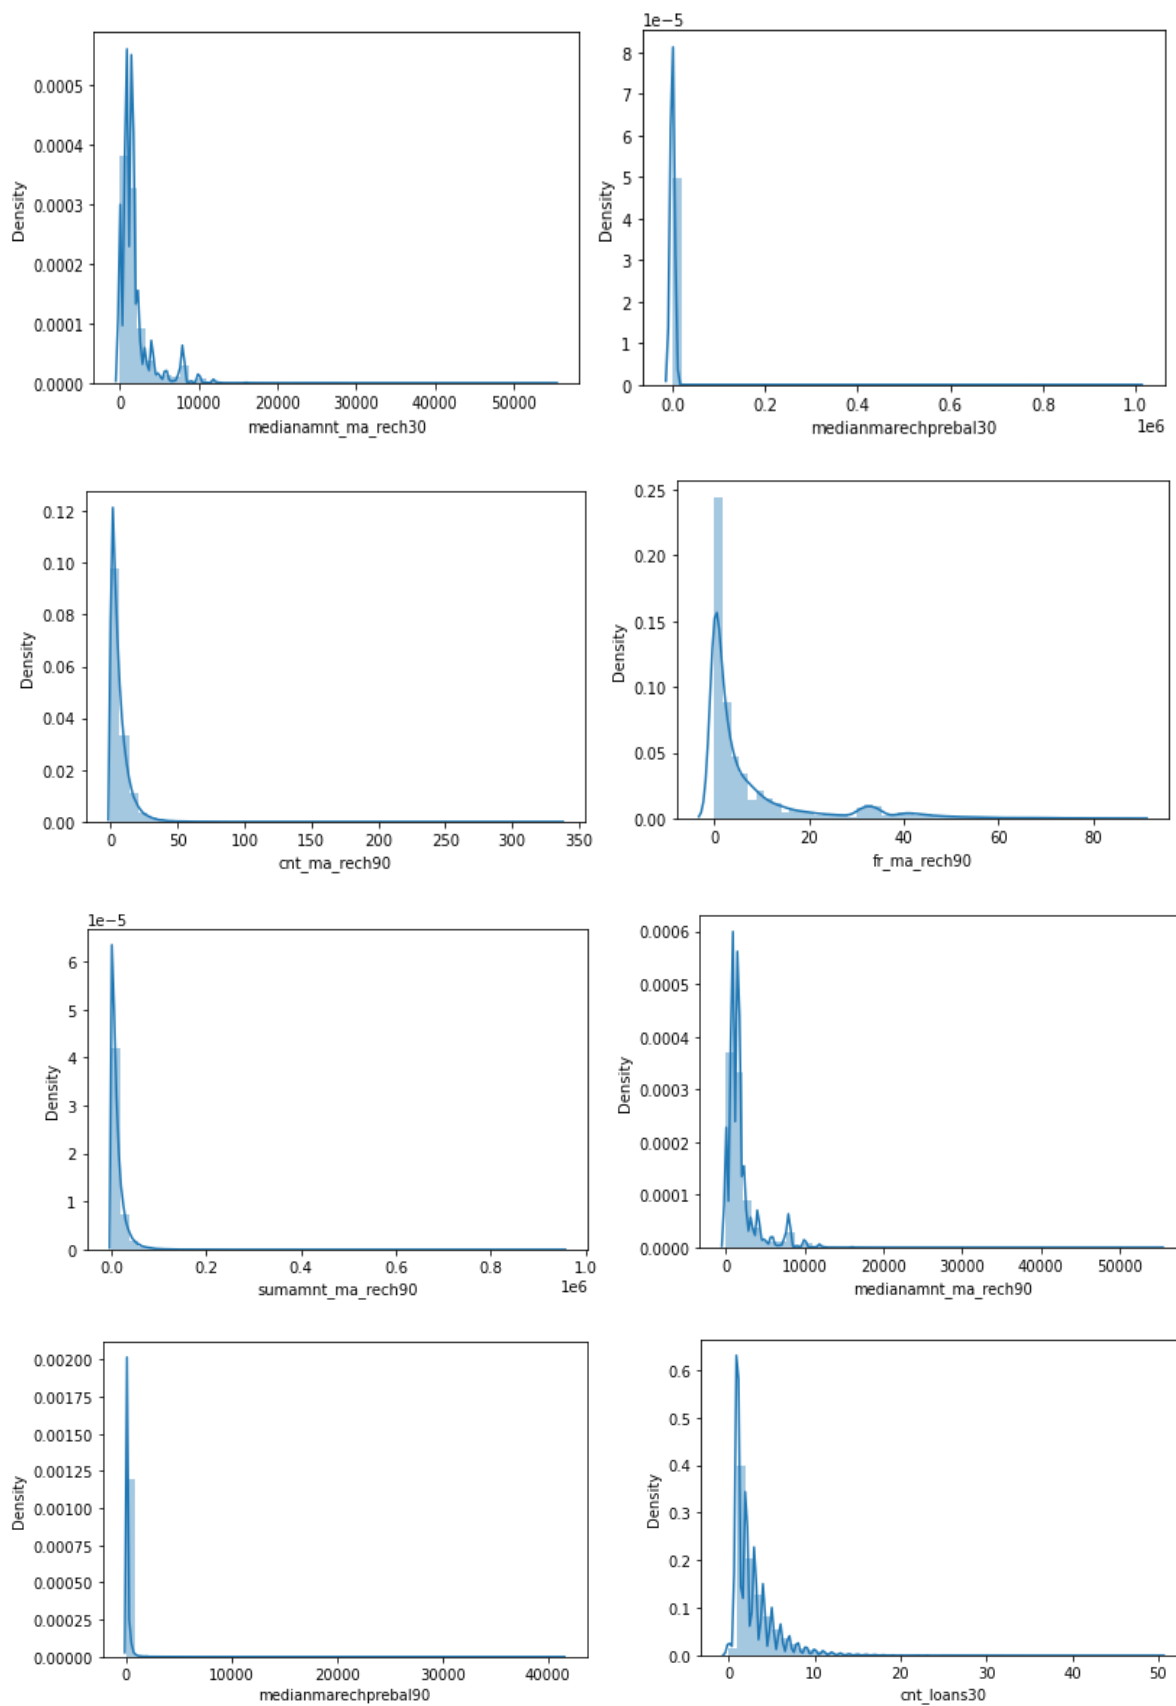 1e−5
0.0005
0.0004
0.0003
0.0002
0.0001
0.0000
Density
0 10000 20000 30000 40000 50000
medianamnt_ma_rech30
8
7
6
5
4
3
2
1
0
Density
0.0 0.2 0.4 0.6 0.8 1.0
medianmarechprebal30
1e6
0.12
0.10
0.08
0.06
0.04
0.02
0.00
Density
0 50 100 150 200 250 300 350
cnt_ma_rech90
0.25
0.20
0.15
0.10
0.05
0.00
Density
0 20 40 60 80
fr_ma_rech90
1e−5
6
5
4
3
2
1
0
Density
0.0 0.2 0.4 0.6 0.8 1.0
sumamnt_ma_rech90
1e6
0.0006
0.0005
0.0004
0.0003
0.0002
0.0001
0.0000
Density
0 10000 20000 30000 40000 50000
medianamnt_ma_rech90
0.00200
0.00175
0.00150
0.00125
0.00100
0.00075
0.00050
0.00025
0.00000
Density
0 10000 20000 30000 40000
medianmarechprebal90
0.6
0.5
0.4
0.3
0.2
0.1
0.0
Density
0 10 20 30 40 50
cnt_loans30